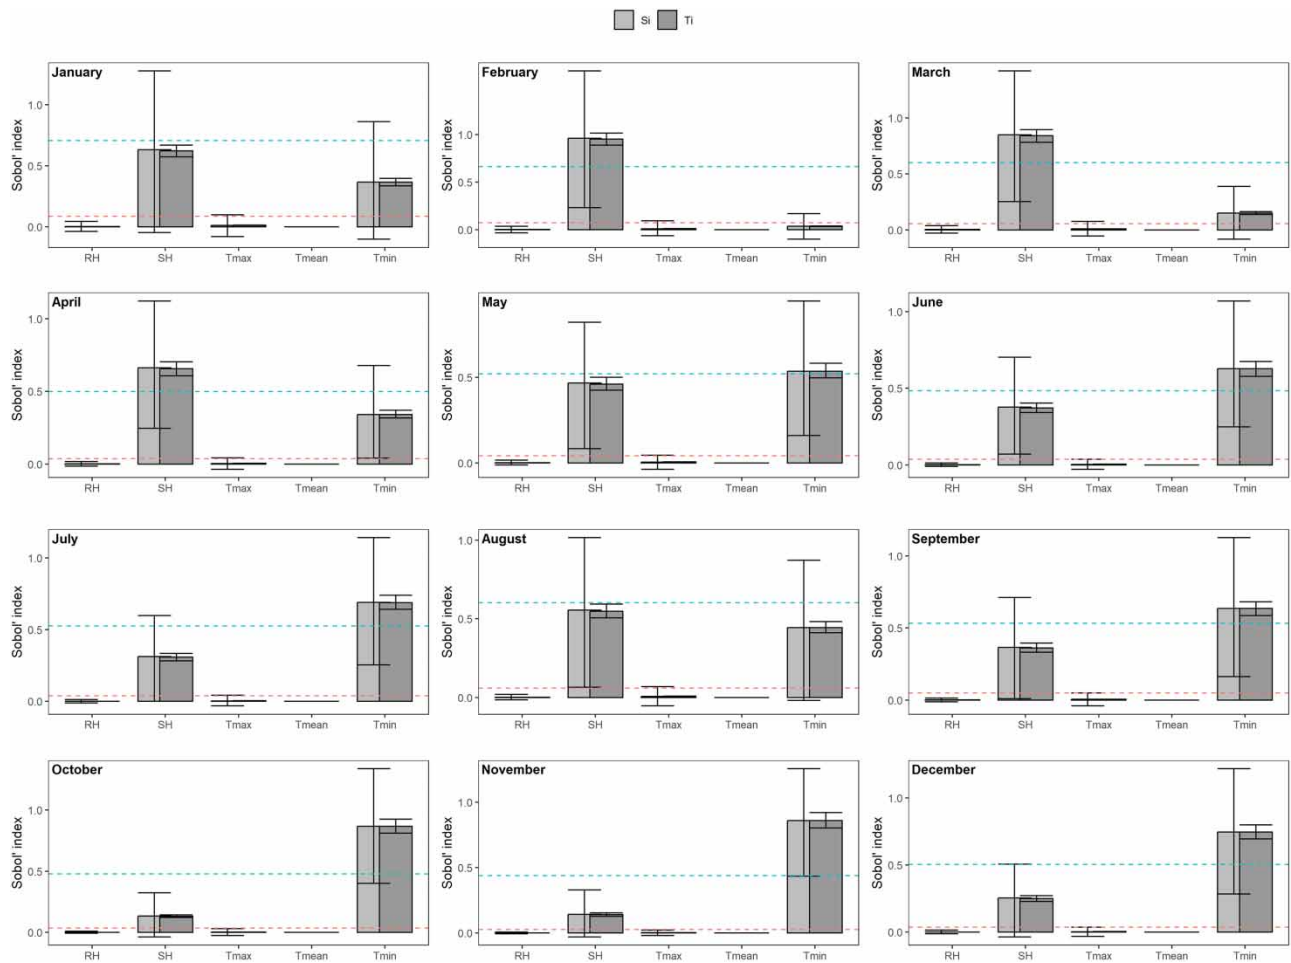 Si Ti
January February March
Sobol' index Sobol' index Sobol' index
1.0 1.0 1.0
0.5 0.5 0.5
0.0 0.0 0.0
RH SH Tmax Tmean Tmin RH SH Tmax Tmean Tmin RH SH Tmax Tmean Tmin
April May June
Sobol' index Sobol' index Sobol' index
1.0 1.0
0.5 0.5 0.5
0.0 0.0 0.0
RH SH Tmax Tmean Tmin RH SH Tmax Tmean Tmin RH SH Tmax Tmean Tmin
July August September
Sobol' index Sobol' index Sobol' index
1.0 1.0 1.0
0.5 0.5 0.5
0.0 0.0 0.0
RH SH Tmax Tmean Tmin RH SH Tmax Tmean Tmin RH SH Tmax Tmean Tmin
October November December
Sobol' index Sobol' index Sobol' index
1.0 1.0 1.0
0.5 0.5 0.5
0.0 0.0 0.0
RH SH Tmax Tmean Tmin RH SH Tmax Tmean Tmin RH SH Tmax Tmean Tmin